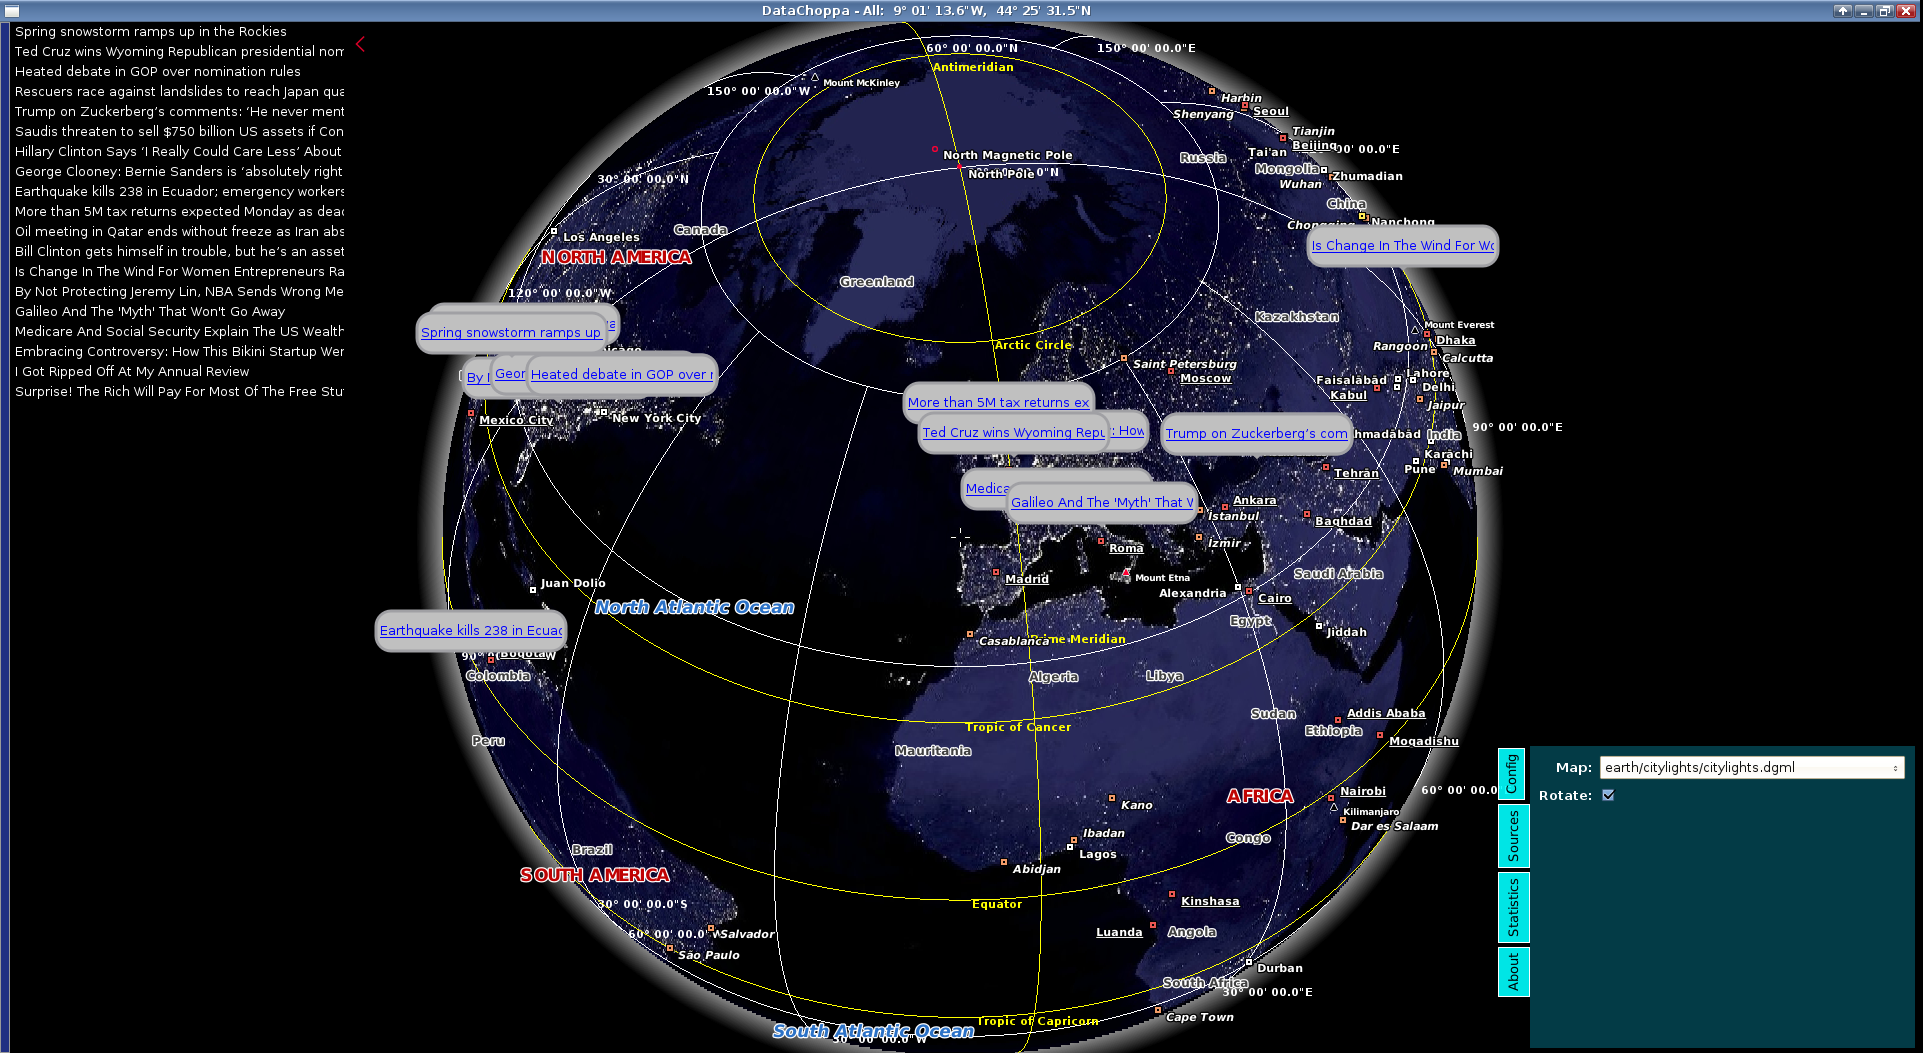 DataChoppa - All:  9° 01' 13.6"W,  44° 25' 31.5"N
Spring snowstorm ramps up in the Rockies
Ted Cruz wins Wyoming Republican presidential nom
Heated debate in GOP over nomination rules
Rescuers race against landslides to reach Japan qua
Trump on Zuckerberg’s comments: ‘He never ment
Saudis threaten to sell $750 billion US assets if Con
Hillary Clinton Says ‘I Really Could Care Less’ About
George Clooney: Bernie Sanders is ‘absolutely right
Earthquake kills 238 in Ecuador; emergency workers
More than 5M tax returns expected Monday as deac
Oil meeting in Qatar ends without freeze as Iran abs
Bill Clinton gets himself in trouble, but he’s an asset
Is Change In The Wind For Women Entrepreneurs Ra
By Not Protecting Jeremy Lin, NBA Sends Wrong Me
Galileo And The 'Myth' That Won't Go Away
Medicare And Social Security Explain The US Wealth
Embracing Controversy: How This Bikini Startup Wer
I Got Ripped Off At My Annual Review
Surprise! The Rich Will Pay For Most Of The Free Stu
60° 00' 00.0"N
150° 00' 00.0"E
Antimeridian
Mount McKinley
150° 00' 00.0"W
Harbin
Seoul
Shenyang
Tianjin
Beijing
00' 00.0"E
Tai'an
North Magnetic Pole
Russia
North Pole
Mongolia
Zhumadian
Wuhan
30° 00' 00.0"N
China
Chongqing
Nanchong
Canada
Los Angeles
NORTH AMERICA
Is Change In The Wind For Wo
Greenland
120° 00' 00.0"W
Kazakhstan
Spring snowstorm ramps up
Mount Everest
Dhaka
Rangoon
Calcutta
Arctic Circle
Saint Petersburg
Moscow
By
Geor
Heated debate in GOP over r
Faisalābād
Lahore
Delhi
Kabul
Jaipur
More than 5M tax returns ex
Mexico City
New York City
Ted Cruz wins Wyoming Repu
: How
Trump on Zuckerberg’s com
hmadābād
India
90° 00' 00.0"E
Karāchi
Pune
Mumbai
Tehrān
Medica
Galileo And The 'Myth' That W
Ankara
İstanbul
Baghdad
İzmir
Roma
Madrid
Mount Etna
Saudi Arabia
Juan Dolio
Alexandria
Cairo
North Atlantic Ocean
Egypt
Jiddah
Earthquake kills 238 in Ecuad
Casablanca
Prime Meridian
Bogotá
Colombia
Algeria
Libya
Sudan
Addis Ababa
Ethiopia
Tropic of Cancer
Peru
Mauritania
Moqadishu
Config
Map: earth/citylights/citylights.dgml
Rotate:
Nairobi
60° 00' 00.0
AFRICA
Kano
Kilimanjaro
Dar es Salaam
Sources
Ibadan
Congo
Brazil
Lagos
SOUTH AMERICA
Abidjan
30° 00' 00.0"S
Equator
Kinshasa
Statistics
60° 00' 00.0"W
Salvador
Luanda
Angola
São Paulo
Durban
About
South Africa
30° 00' 00.0"E
Cape Town
Tropic of Capricorn
South Atlantic Ocean
30° 00' 00.0"W